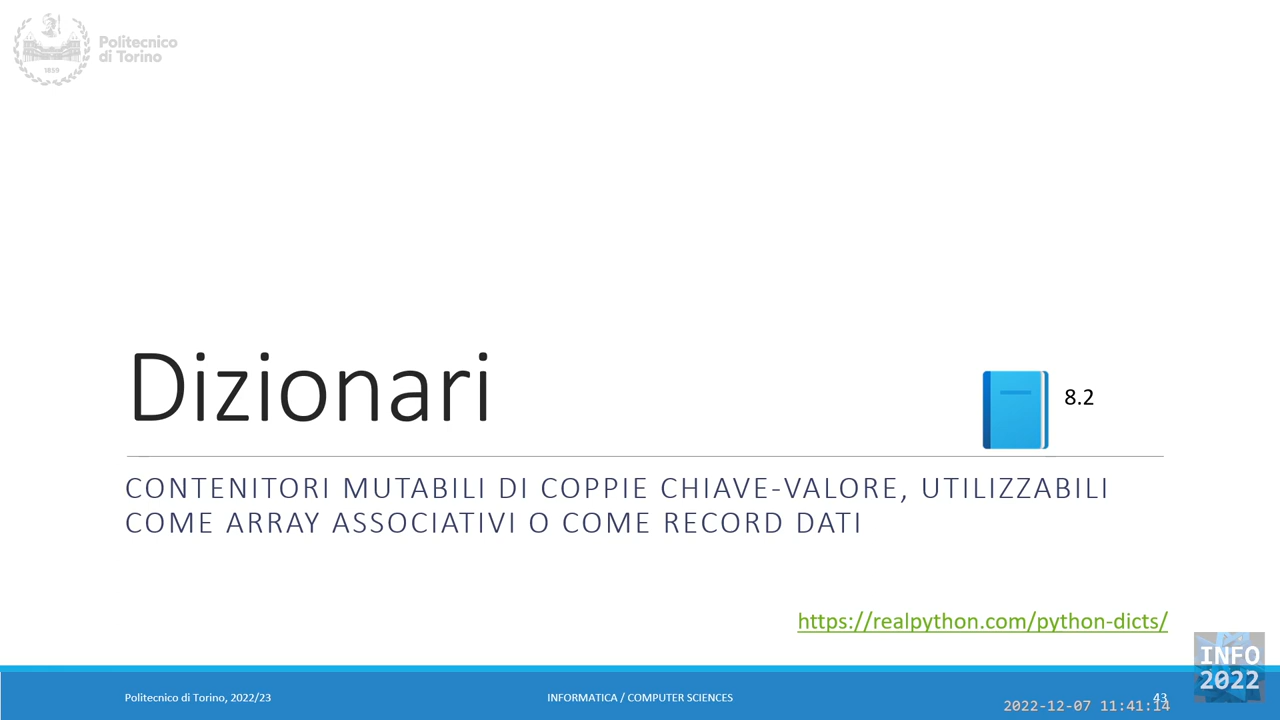 Politecnico
di Torino
1859
Dizionari
8.2
CONTENITORI MUTABILI DI COPPIE CHIAVE-VALORE, UTILIZZABILI
COME ARRAY ASSOCIATIVI O COME RECORD DATI
https://realpython.com/python-dicts/
INFO
2022
Politecnico di Torino, 2022/23
INFORMATICA / COMPUTER SCIENCES
43
2022-12-07 11:41:14